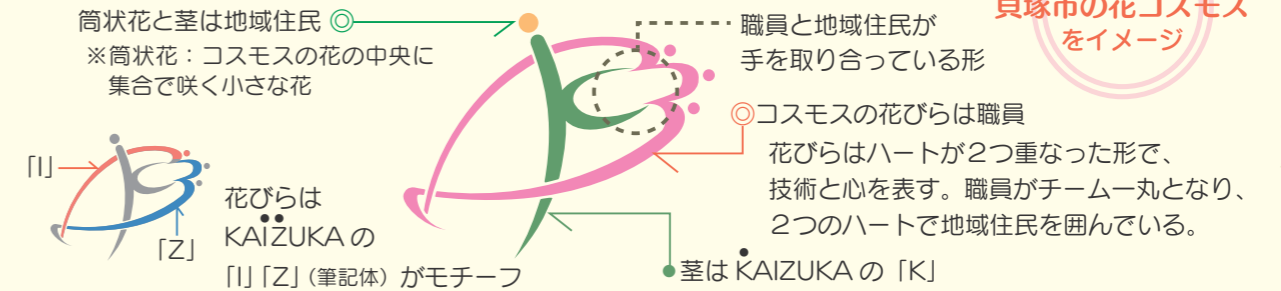 筒状花と茎は地域住民 ◎
※筒状花：コスモスの花の中央に
集合で咲く小さな花
職員と地域住民が
手を取り合っている形
貝塚市の花コスモス
をイメージ
◎コスモスの花びらは職員
花びらはハートが２つ重なった形で、
技術と心を表す。職員がチーム一丸となり、
２つのハートで地域住民を囲んでいる。
「I」
「Z」
花びらは
KAIZUKA の
「I」「Z」（筆記体）がモチーフ
●茎は KAIZUKA の「K」